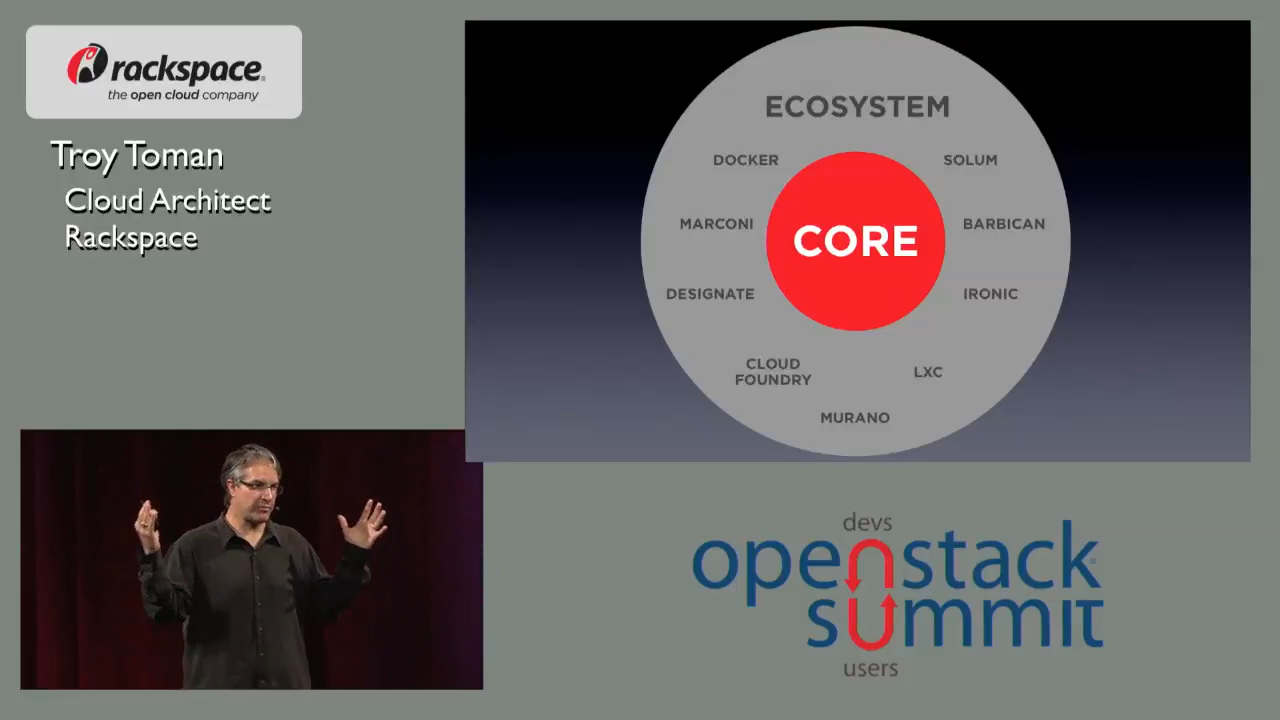 rackspace®
the open cloud company
Troy Toman
Cloud Architect
Rackspace
ECOSYSTEM
DOCKER
SOLUM
MARCONI
BARBICAN
CORE
DESIGNATE
IRONIC
CLOUD
FOUNDRY
LXC
MURANO
devs
openstack
summit
users